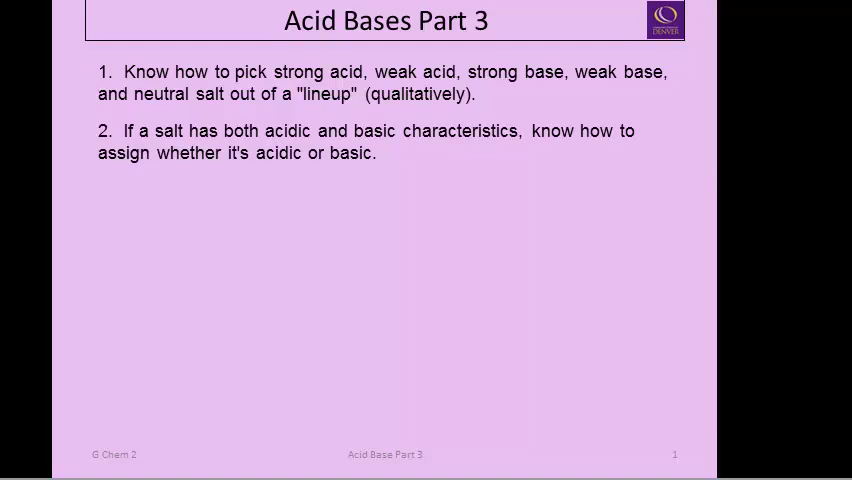 Acid Bases Part 3
DENVER
1. Know how to pick strong acid, weak acid, strong base, weak base,
and neutral salt out of a "lineup" (qualitatively).
2. If a salt has both acidic and basic characteristics, know how to
assign whether it's acidic or basic.
G Chem 2
Acid Base Part 3
1